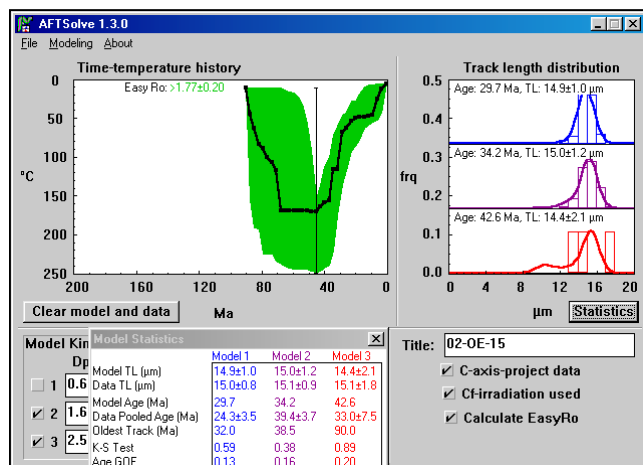 AFTSolve 1.3.0
File Modeling About
Time-temperature history
Easy Ro: >1.77±0.20
0
50
100
150
200
250
°C
200 160 120 80 40 0
Ma
Clear model and data
Track length distribution
0.5
Age: 29.7 Ma, TL: 14.9±1.0 µm
0.4
0.3
Age: 34.2 Ma, TL: 15.0±1.2 µm
frq
0.2
Age: 42.6 Ma, TL: 14.4±2.1 µm
0.1
0.0
0 4 8 12 16 20
µm
Statistics
Model Kin
Dp
1 0.6
2 1.6
3 2.5
Model Statistics
Model 1 Model 2 Model 3
Model TL (µm) 14.9±1.0 15.0±1.2 14.4±2.1
Data TL (µm) 15.0±0.8 15.1±0.9 15.1±1.8
Model Age (Ma) 29.7 34.2 42.6
Data Pooled Age (Ma) 24.3±3.5 39.4±3.7 33.0±7.5
Oldest Track (Ma) 32.0 38.5 90.0
K-S Test 0.59 0.38 0.89
Age GOF 0.13 0.16 0.20
Title: 02-OE-15
C-axis-project data
Cf-irradiation used
Calculate EasyRo